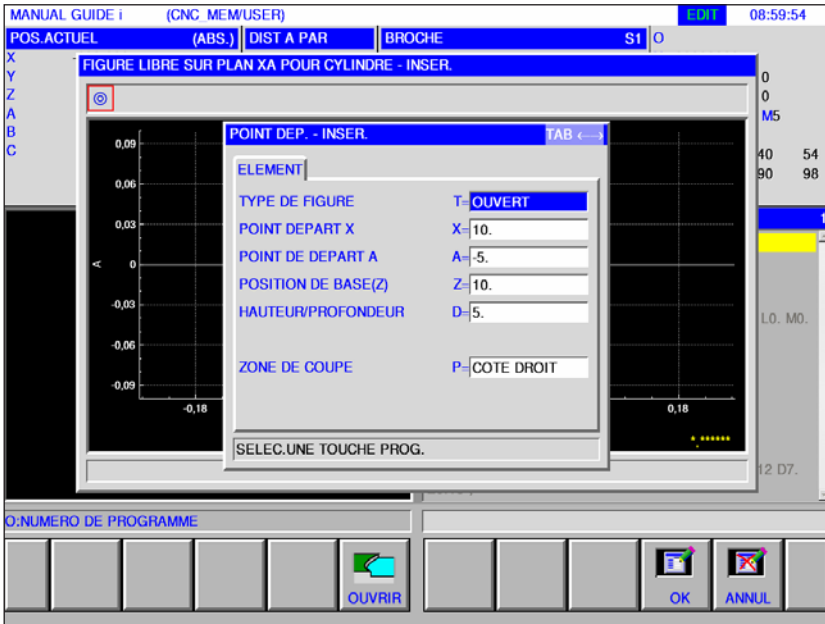 MANUAL GUIDE i (CNC_MEM/USER) EDIT 08:59:54
POS.ACTUEL (ABS.) DIST A PAR BROCHE S1 O
X
Y 0
Z 0
A M5
B
C 40 54
90 98
FIGURE LIBRE SUR PLAN XA POUR CYLINDRE - INSER.
POINT DEP. - INSER. TAB ←→
ELEMENT
TYPE DE FIGURE T= OUVERT
POINT DEPART X X= 10.
POINT DE DEPART A A= -5.
POSITION DE BASE(Z) Z= 10.
HAUTEUR/PROFONDEUR D= 5.
ZONE DE COUPE P= COTE DROIT
SELEC.UNE TOUCHE PROG.
0,09
0,06
0,03
A 0
-0,03
-0,06
-0,09
-0,18 0,18
*.******
L0. M0.
12 D7.
O:NUMERO DE PROGRAMME
OUVRIR OK ANNUL